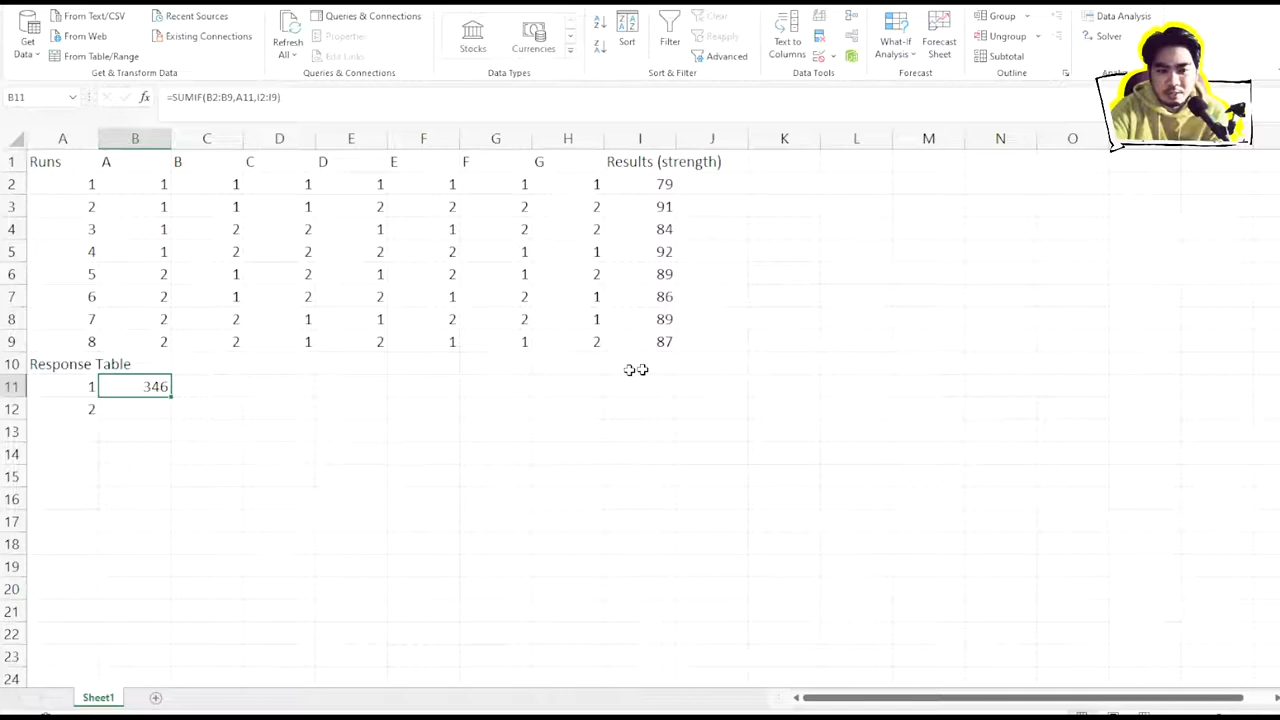 From Text/CSV Recent Sources Queries & Connections Clear Group Data Analysis
From Web Existing Connections Properties Reapply Ungroup Solver
From Table/Range Edit Links Advanced Subtotal
Get Data Refresh All Stocks Currencies Sort Filter Text to Columns What-If Analysis Forecast Sheet
Get & Transform Data Queries & Connections Data Types Sort & Filter Data Tools Forecast Outline
B11 fx =SUMIF(B2:B9,A11,I2:I9)
A B C D E F G H I J K L M N O
1 Runs A B C D E F G Results (strength)
2 1 1 1 1 1 1 1 1 79
3 2 1 1 1 2 2 2 2 91
4 3 1 2 2 1 1 2 2 84
5 4 1 2 2 2 2 1 1 92
6 5 2 1 2 1 2 1 2 89
7 6 2 1 2 2 1 2 1 86
8 7 2 2 1 1 2 2 1 89
9 8 2 2 1 2 1 1 2 87
10 Response Table
11 1 346
12 2
13
14
15
16
17
18
19
20
21
22
23
24
Sheet1